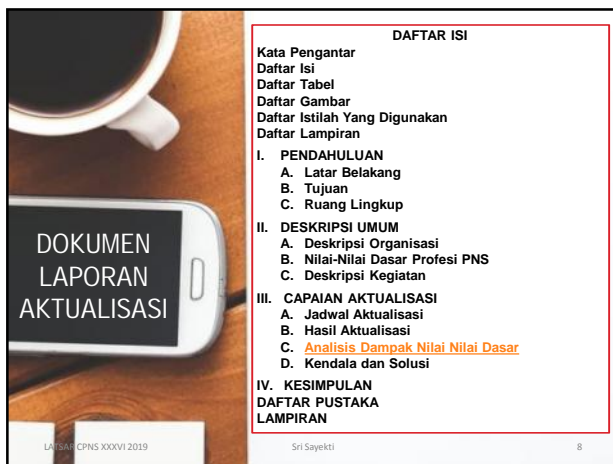 DAFTAR ISI
Kata Pengantar
Daftar Isi
Daftar Tabel
Daftar Gambar
Daftar Istilah Yang Digunakan
Daftar Lampiran
I. PENDAHULUAN
A. Latar Belakang
B. Tujuan
C. Ruang Lingkup
II. DESKRIPSI UMUM
A. Deskripsi Organisasi
B. Nilai-Nilai Dasar Profesi PNS
C. Deskripsi Kegiatan
III. CAPAIAN AKTUALISASI
A. Jadwal Aktualisasi
B. Hasil Aktualisasi
C. Analisis Dampak Nilai Nilai Dasar
D. Kendala dan Solusi
IV. KESIMPULAN
DAFTAR PUSTAKA
LAMPIRAN
DOKUMEN
LAPORAN
AKTUALISASI
LATSAR CPNS XXXVI 2019
Sri Sayekti
8